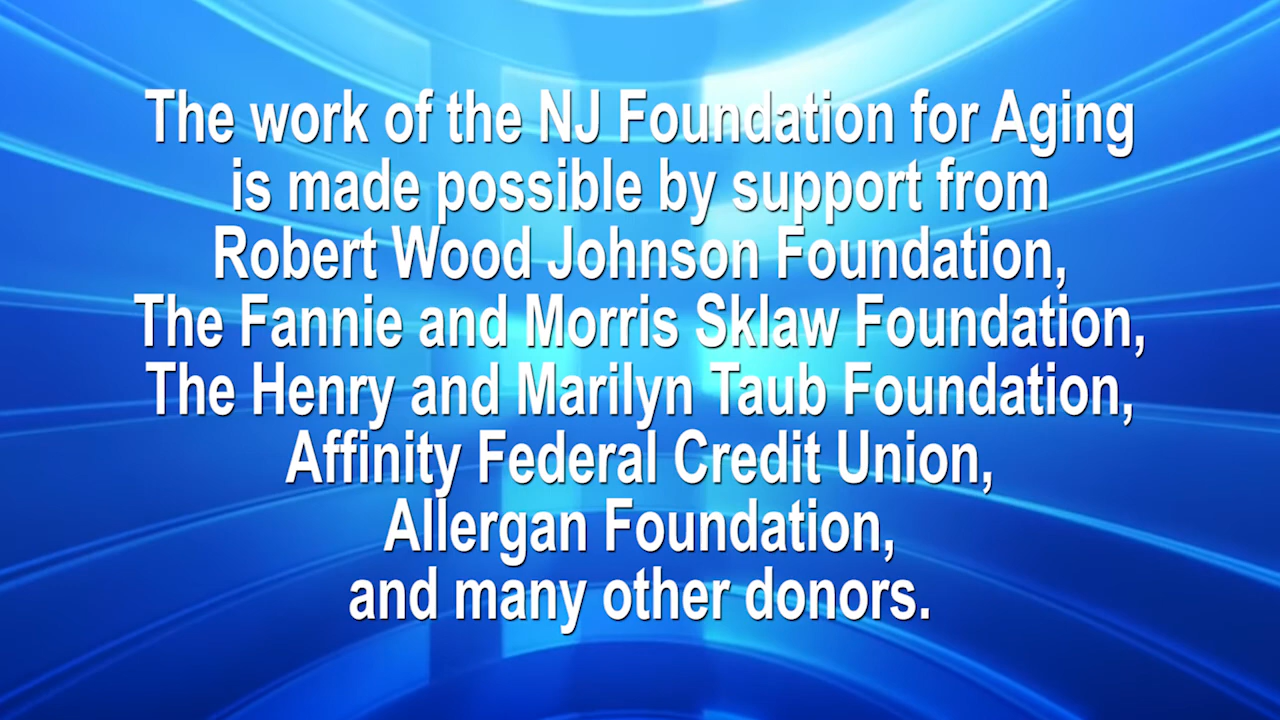 The work of the NJ Foundation for Aging
is made possible by support from
Robert Wood Johnson Foundation,
The Fannie and Morris Sklaw Foundation,
The Henry and Marilyn Taub Foundation,
Affinity Federal Credit Union,
Allergan Foundation,
and many other donors.